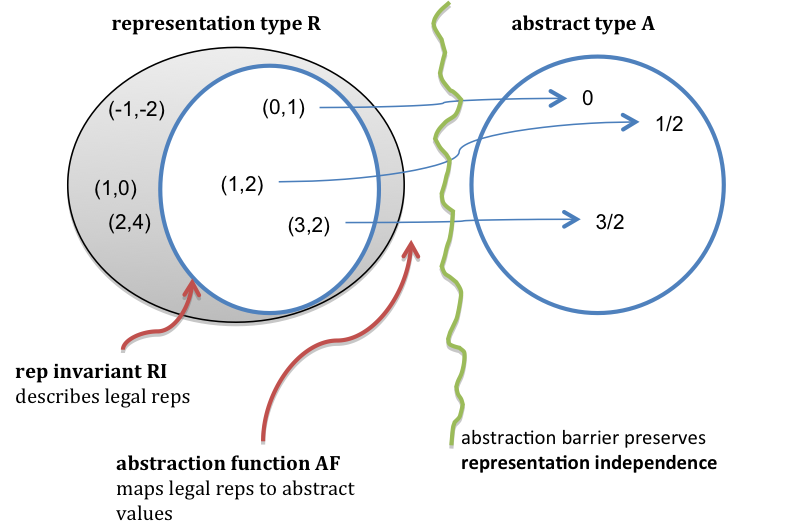 representation type R
abstract type A
(-1,-2)
(0,1)
0
1/2
(1,0)
(1,2)
(2,4)
(3,2)
3/2
rep invariant RI
describes legal reps
abstraction function AF
maps legal reps to abstract
values
abstraction barrier preserves
representation independence